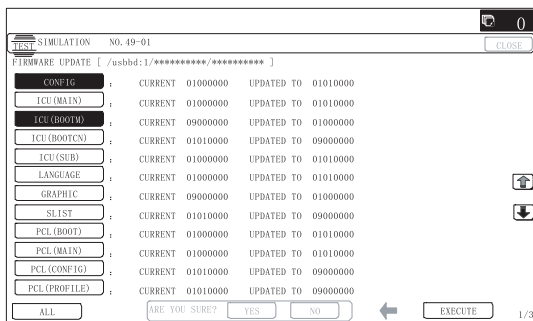 0
TEST SIMULATION NO. 49-01 CLOSE
FIRMWARE UPDATE [ /usbbd:1/**********/********** ]
CONFIG : CURRENT 01000000 UPDATED TO 01010000
ICU(MAIN) : CURRENT 01000000 UPDATED TO 01010000
ICU(BOOTM) : CURRENT 09000000 UPDATED TO 01000000
ICU(BOOTCN) : CURRENT 01010000 UPDATED TO 09000000
ICU(SUB) : CURRENT 01000000 UPDATED TO 01010000
LANGUAGE : CURRENT 01000000 UPDATED TO 01010000
GRAPHIC : CURRENT 09000000 UPDATED TO 01000000
SLIST : CURRENT 01010000 UPDATED TO 09000000
PCL(BOOT) : CURRENT 01000000 UPDATED TO 01010000
PCL(MAIN) : CURRENT 01000000 UPDATED TO 01010000
PCL(CONFIG) : CURRENT 01010000 UPDATED TO 09000000
PCL(PROFILE) : CURRENT 01010000 UPDATED TO 09000000
ALL ARE YOU SURE? YES NO EXECUTE 1/3